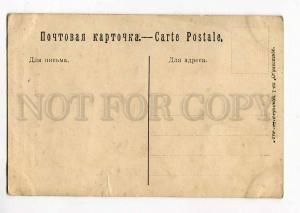 Почтовая карточка.—Carte Postale.
Для письма.
Для адреса.
NOT FOR COPY